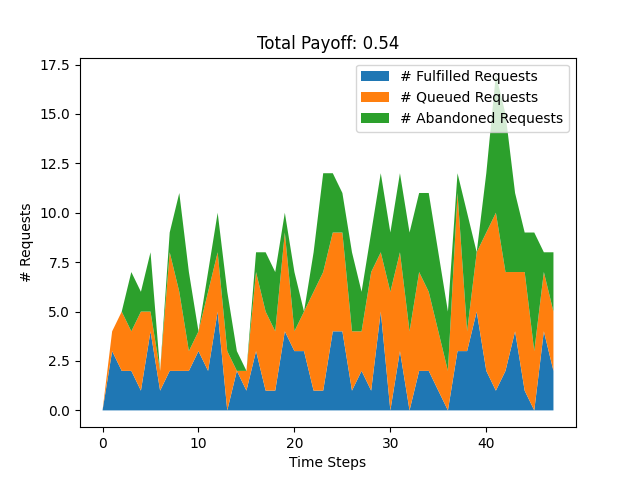 Total Payoff: 0.54
# Fulfilled Requests
# Queued Requests
# Abandoned Requests
17.5
15.0
12.5
10.0
7.5
5.0
2.5
0.0
# Requests
0 10 20 30 40
Time Steps